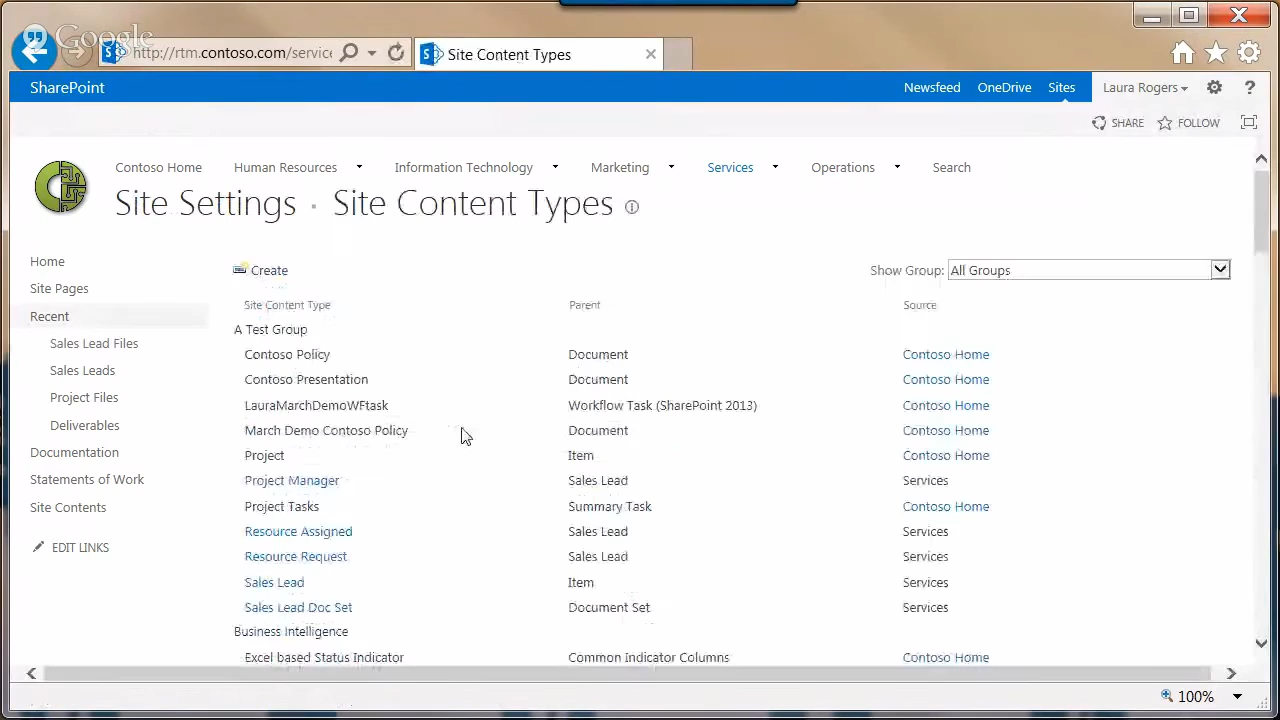 Google
http://rtm.contoso.com/service
Site Content Types
SharePoint
Newsfeed OneDrive Sites Laura Rogers ?
SHARE FOLLOW
Contoso Home Human Resources Information Technology Marketing Services Operations Search
Site Settings · Site Content Types
Home
Site Pages
Recent
Sales Lead Files
Sales Leads
Project Files
Deliverables
Documentation
Statements of Work
Site Contents
EDIT LINKS
Create
Show Group: All Groups
Site Content Type Parent Source
A Test Group
Contoso Policy Document Contoso Home
Contoso Presentation Document Contoso Home
LauraMarchDemoWFtask Workflow Task (SharePoint 2013) Contoso Home
March Demo Contoso Policy Document Contoso Home
Project Item Contoso Home
Project Manager Sales Lead Services
Project Tasks Summary Task Contoso Home
Resource Assigned Sales Lead Services
Resource Request Sales Lead Services
Sales Lead Item Services
Sales Lead Doc Set Document Set Services
Business Intelligence
Excel based Status Indicator Common Indicator Columns Contoso Home
100%